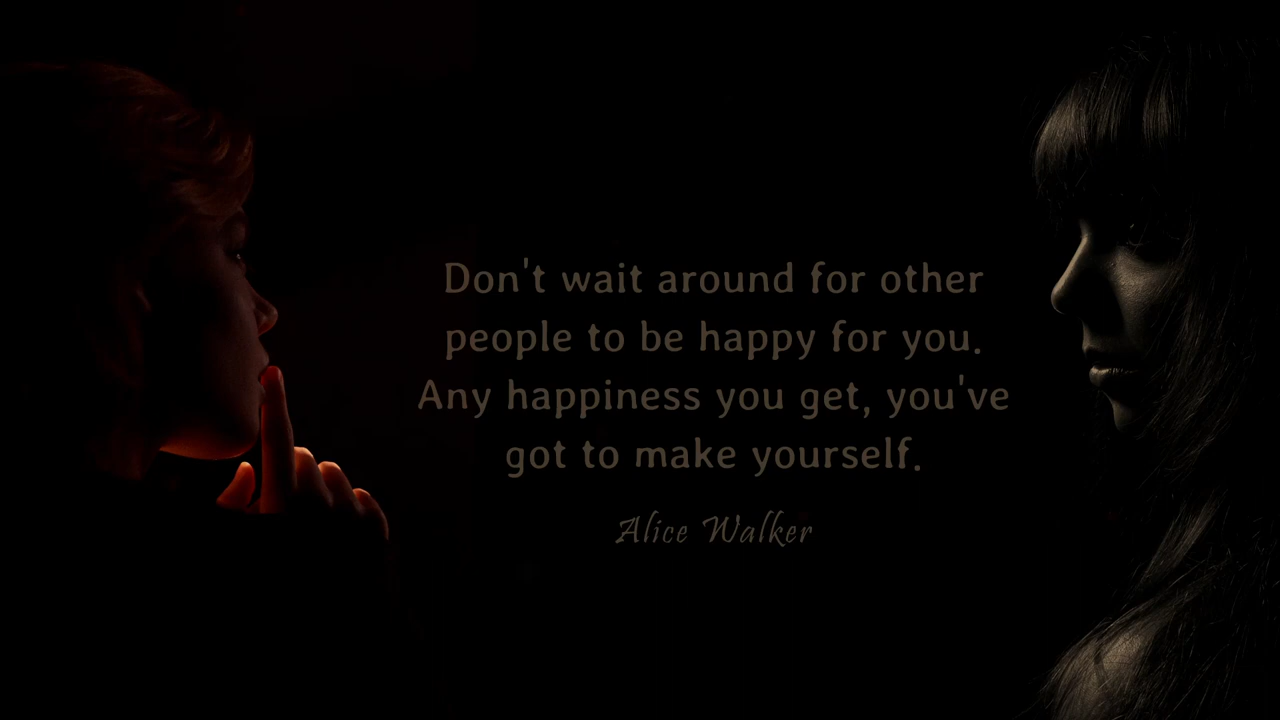 Don't wait around for other
people to be happy for you.
Any happiness you get, you've
got to make yourself.
Alice Walker